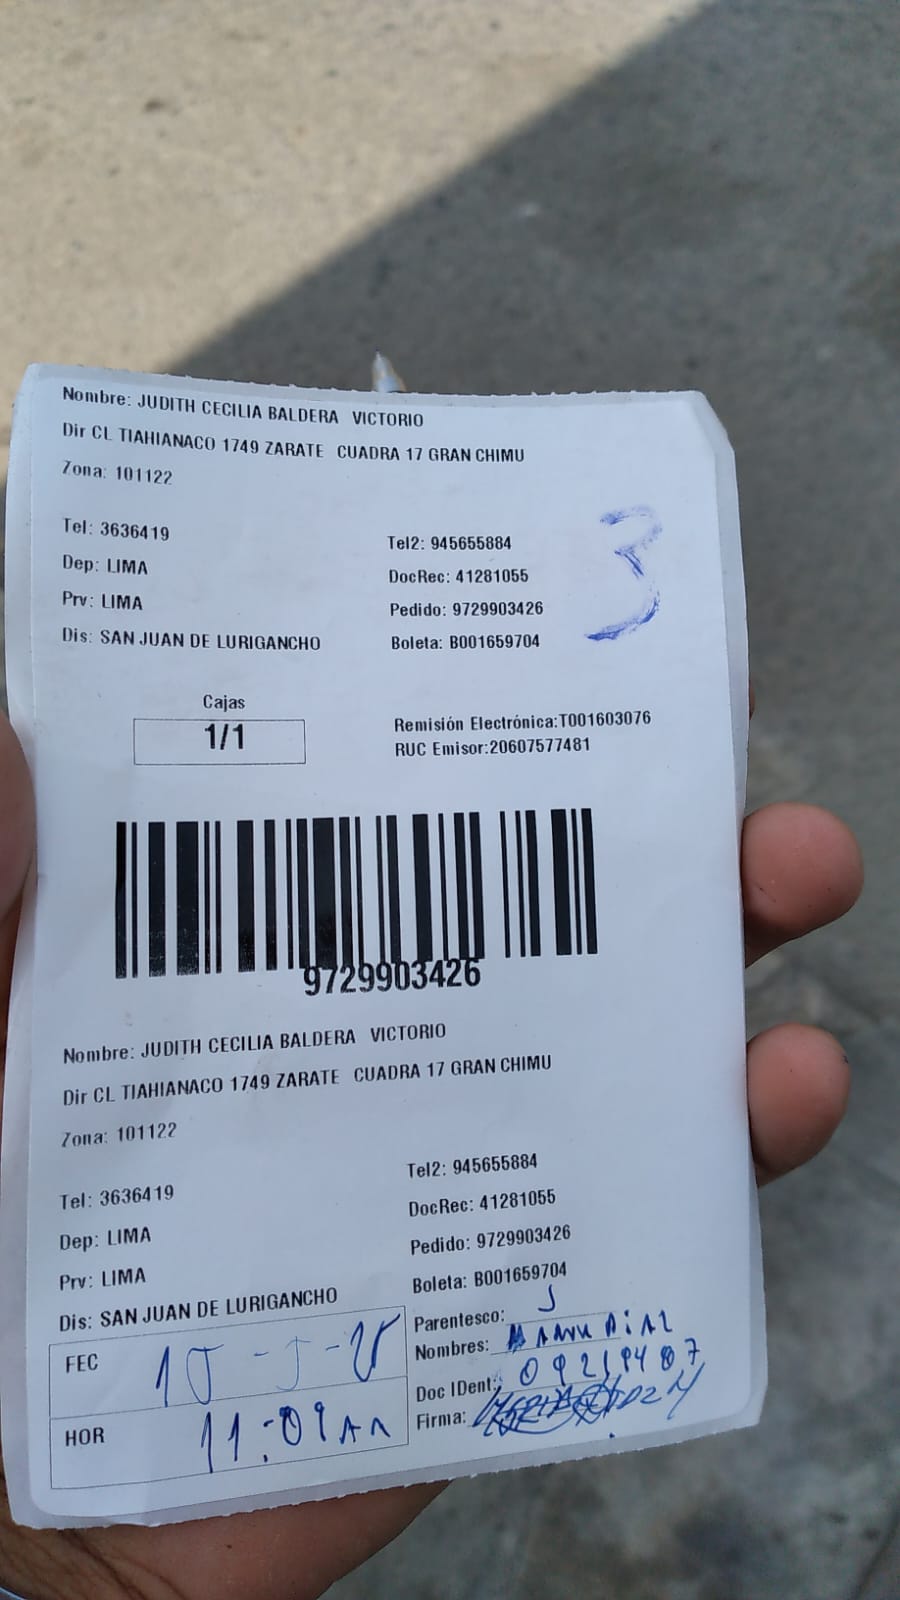 Nombre: JUDITH CECILIA BALDERA VICTORIO
Dir CL TIAHIANACO 1749 ZARATE CUADRA 17 GRAN CHIMU
Zona: 101122
3
Tel: 3636419 Tel2: 945655884
Dep: LIMA DocRec: 41281055
Prv: LIMA Pedido: 9729903426
Dis: SAN JUAN DE LURIGANCHO Boleta: B001659704
Cajas
1/1
Remisión Electrónica:T001603076
RUC Emisor:20607577481
9729903426
Nombre: JUDITH CECILIA BALDERA VICTORIO
Dir CL TIAHIANACO 1749 ZARATE CUADRA 17 GRAN CHIMU
Zona: 101122
Tel: 3636419 Tel2: 945655884
Dep: LIMA DocRec: 41281055
Prv: LIMA Pedido: 9729903426
Dis: SAN JUAN DE LURIGANCHO Boleta: B001659704
Parentesco:
Nombres: DiAZ
Doc IDent:
Firma:
FEC
HOR 11:09 AM